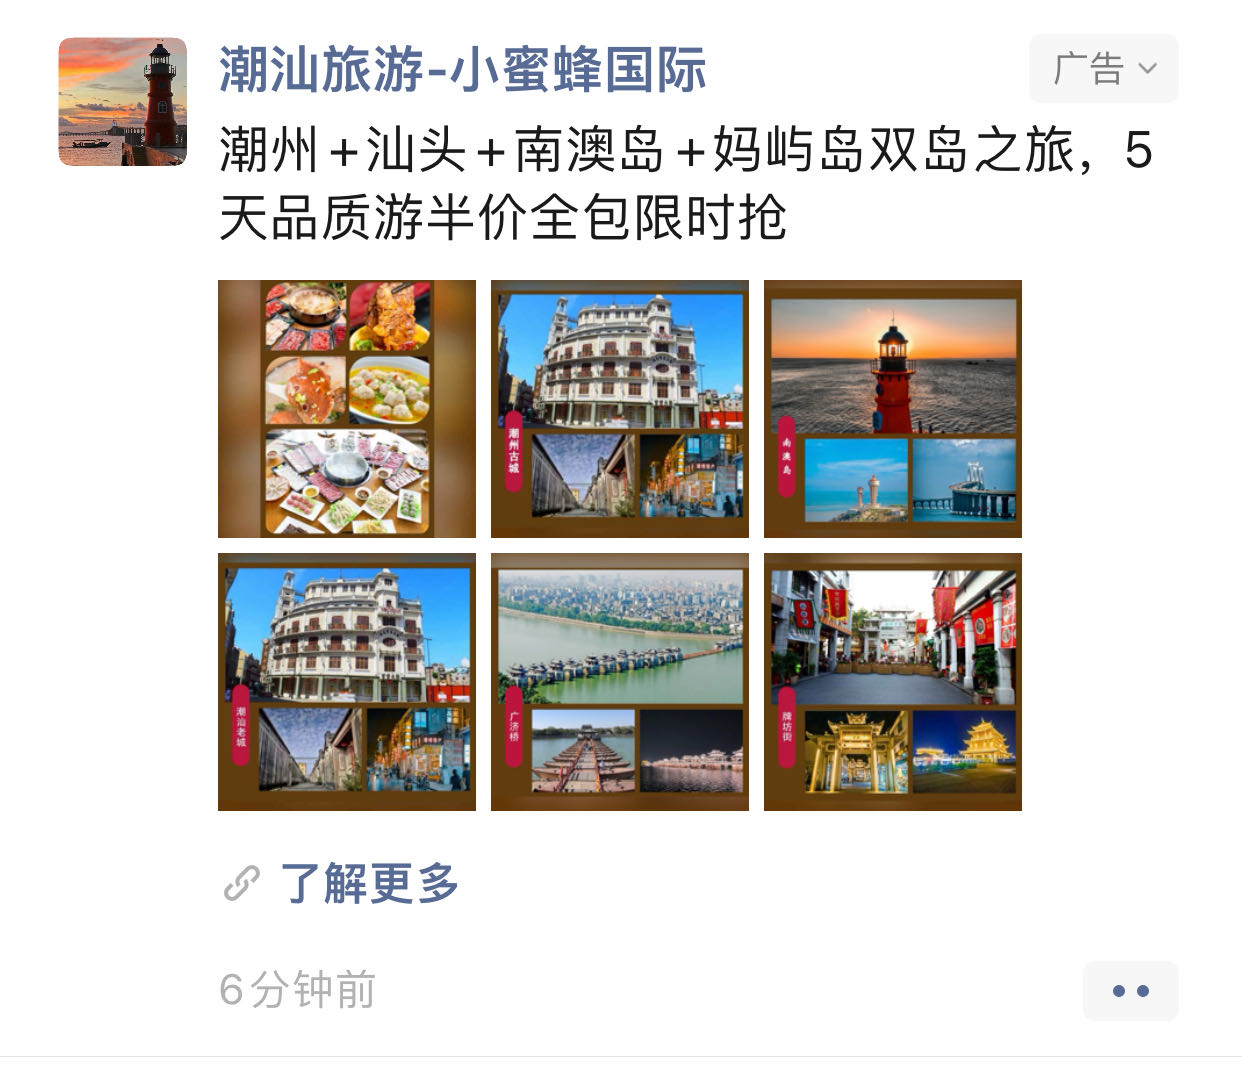 潮汕旅游-小蜜蜂国际
广告
潮州+汕头+南澳岛+妈屿岛双岛之旅，5
天品质游半价全包限时抢
潮州古城
南澳岛
潮汕老城
广济桥
牌坊街
了解更多
6分钟前